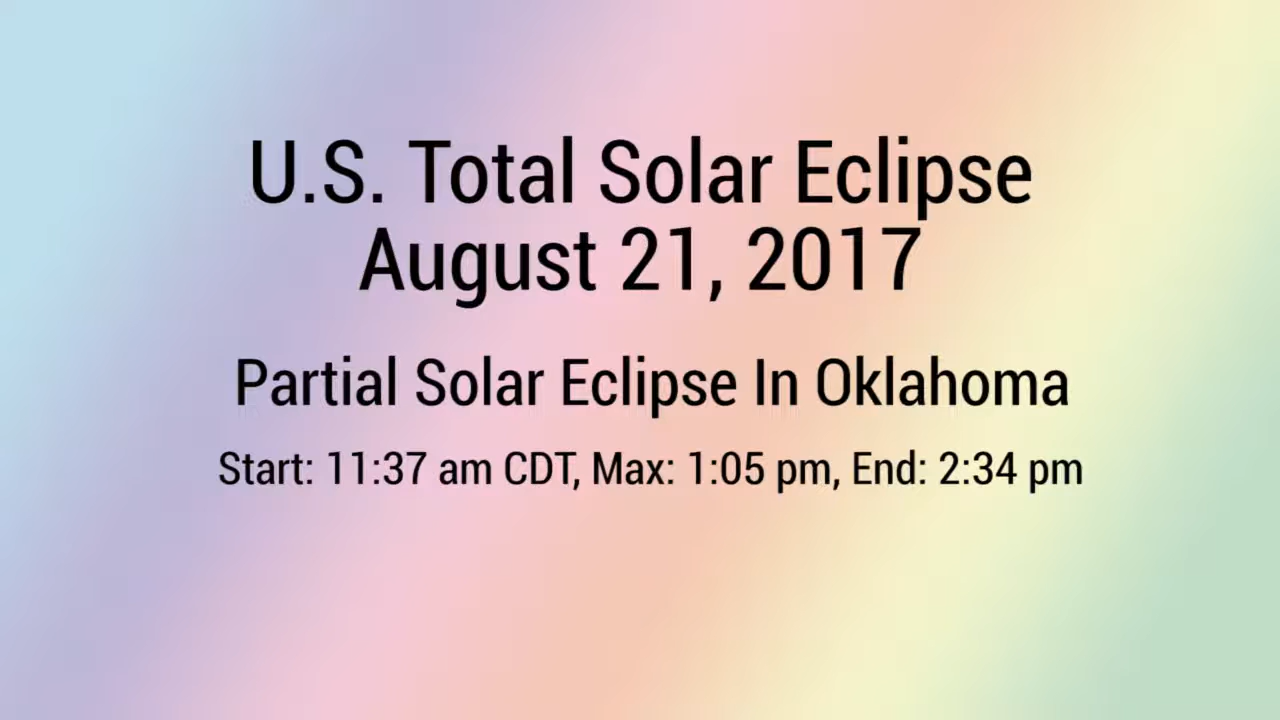 U.S. Total Solar Eclipse
August 21, 2017
Partial Solar Eclipse In Oklahoma
Start: 11:37 am CDT, Max: 1:05 pm, End: 2:34 pm